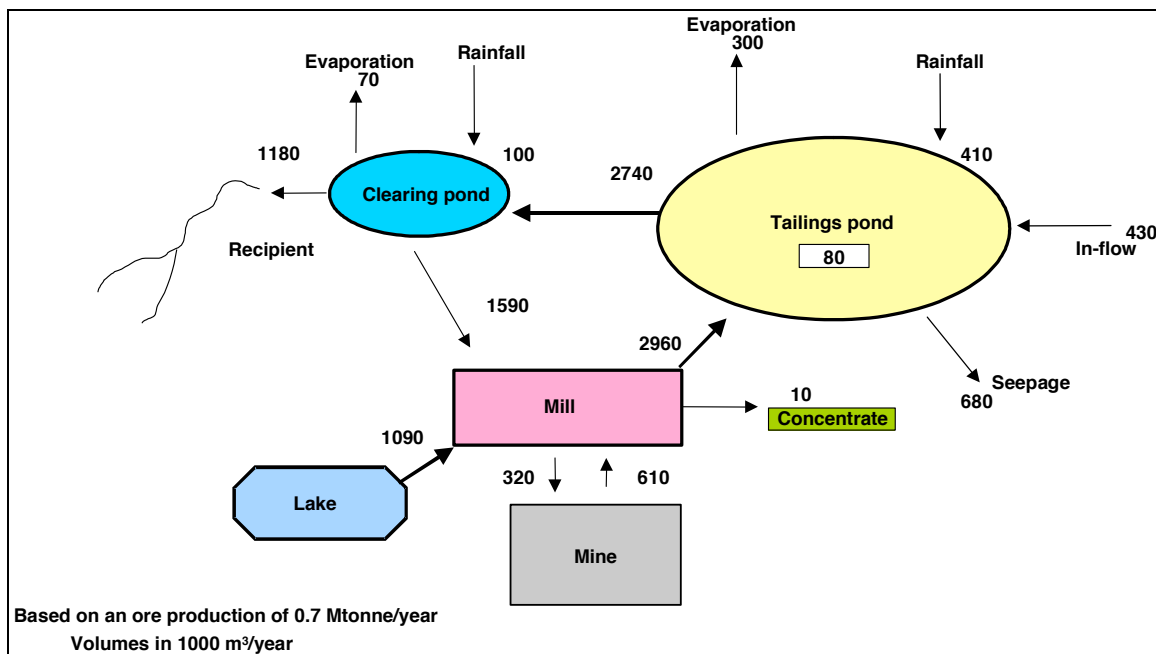 Evaporation
300
Evaporation
70
Rainfall
Rainfall
1180
100
2740
410
Clearing pond
Tailings pond
80
430
In-flow
Recipient
1590
2960
Seepage
680
10
Concentrate
Mill
1090
320
610
Lake
Mine
Based on an ore production of 0.7 Mtonne/year
Volumes in 1000 m³/year